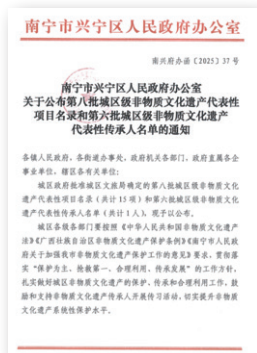 南宁市兴宁区人民政府办公室
南兴府办函〔2025〕37号
南宁市兴宁区人民政府办公室
关于公布第八批城区级非物质文化遗产代表性
项目名录和第六批城区级非物质文化遗产
代表性传承人名单的通知
各镇人民政府，各街道办事处，政府机关各部门，政府直属各企
事业单位，辖区各有关单位：
城区政府批准城区文旅局确定的第八批城区级非物质文化
遗产代表性项目名录（共计15项）和第六批城区级非物质文化
遗产代表性传承人名单（共计1人），现予以公布。
城区各级各部门要按照《中华人民共和国非物质文化遗产
法》《广西壮族自治区非物质文化遗产保护条例》《南宁市人民政
府关于加强我市非物质文化遗产保护工作的意见》要求，贯彻落
实“保护为主、抢救第一、合理利用、传承发展”的工作方针，
扎实做好城区非物质文化遗产的保护、传承和合理利用工作，鼓
励和支持非物质文化遗产传承人开展传习活动，切实提升非物质
文化遗产系统性保护水平。